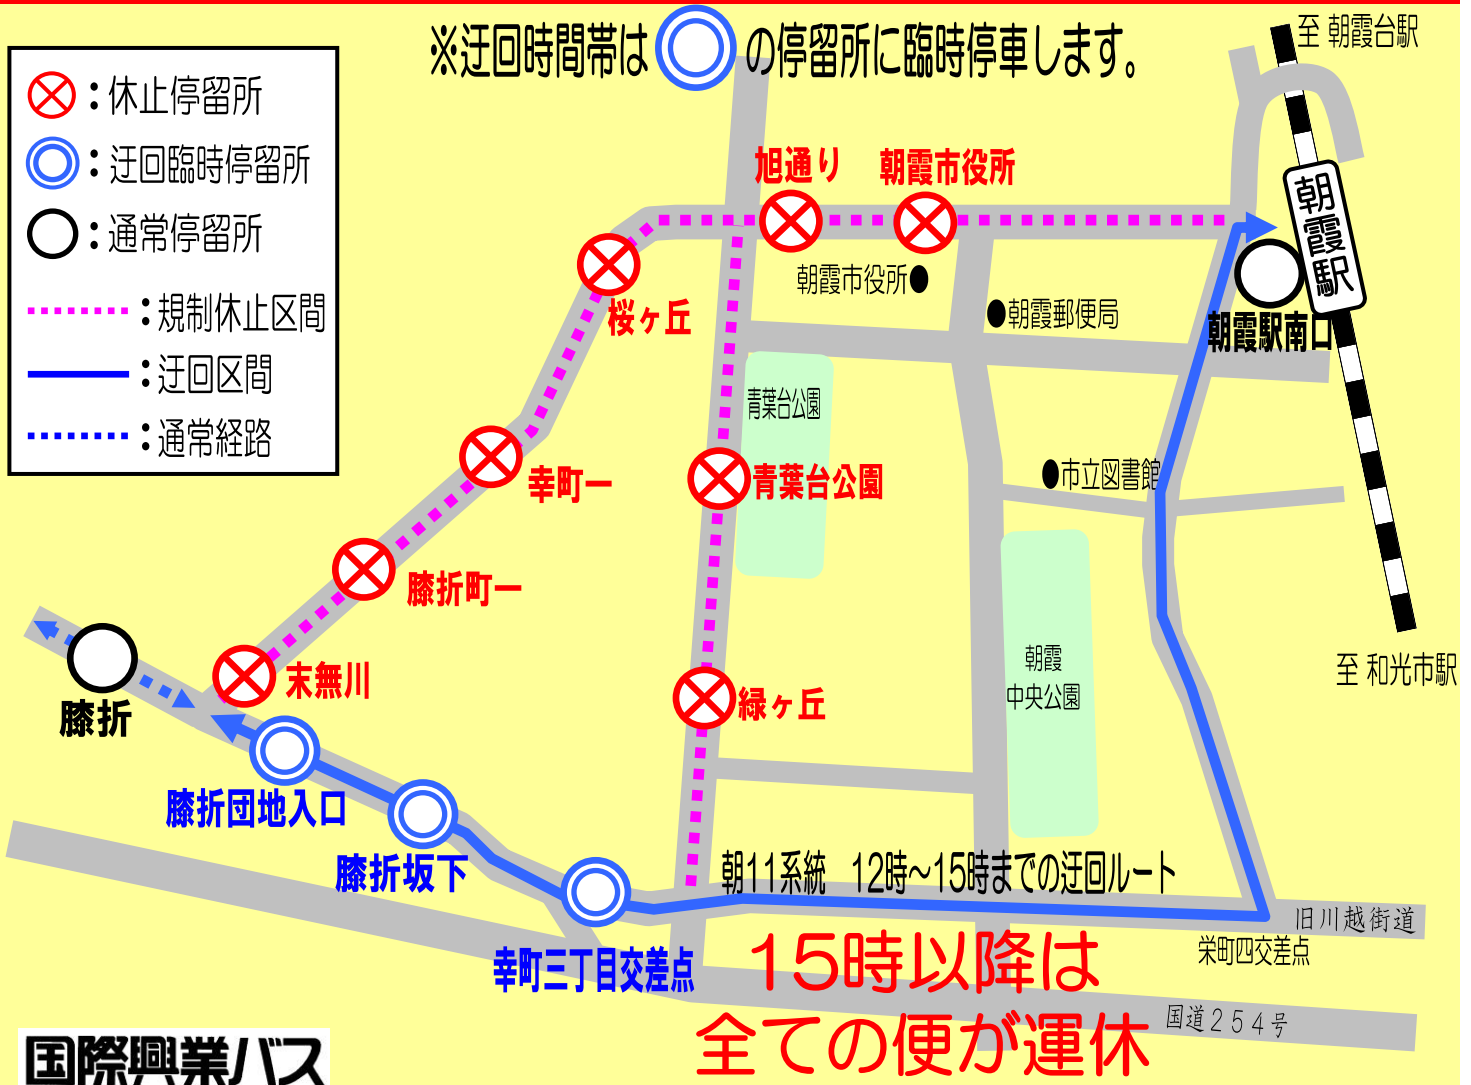 ※迂回時間帯は　の停留所に臨時停車します。
：休止停留所
：迂回臨時停留所
：通常停留所
：規制休止区間
：迂回区間
：通常経路
至 朝霞台駅
旭通り
朝霞市役所
朝霞駅
朝霞市役所
朝霞郵便局
桜ヶ丘
朝霞駅南口
青葉台公園
幸町一
青葉台公園
市立図書館
膝折町一
末無川
緑ヶ丘
朝霞
中央公園
至 和光市駅
膝折
膝折団地入口
膝折坂下
朝11系統　12時～15時までの迂回ルート
旧川越街道
栄町四交差点
幸町三丁目交差点
15時以降は
全ての便が運休
国道２５４号
国際興業バス